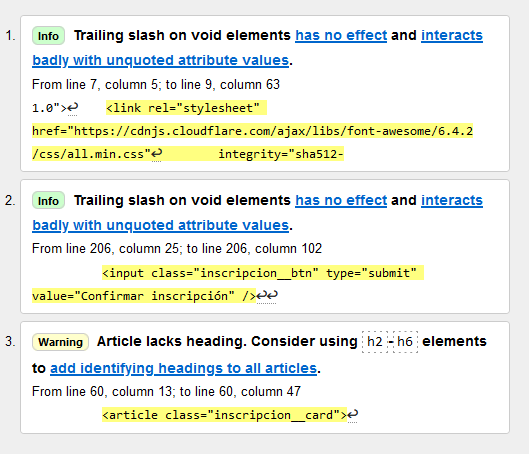 1. Info Trailing slash on void elements has no effect and interacts
badly with unquoted attribute values.
From line 7, column 5; to line 9, column 63
1.0">↩ <link rel="stylesheet"
href="https://cdnjs.cloudflare.com/ajax/libs/font-awesome/6.4.2
/css/all.min.css"↩ integrity="sha512-
2. Info Trailing slash on void elements has no effect and interacts
badly with unquoted attribute values.
From line 206, column 25; to line 206, column 102
<input class="inscripcion__btn" type="submit"
value="Confirmar inscripción" />↩↩
3. Warning Article lacks heading. Consider using h2-h6 elements
to add identifying headings to all articles.
From line 60, column 13; to line 60, column 47
<article class="inscripcion__card">↩